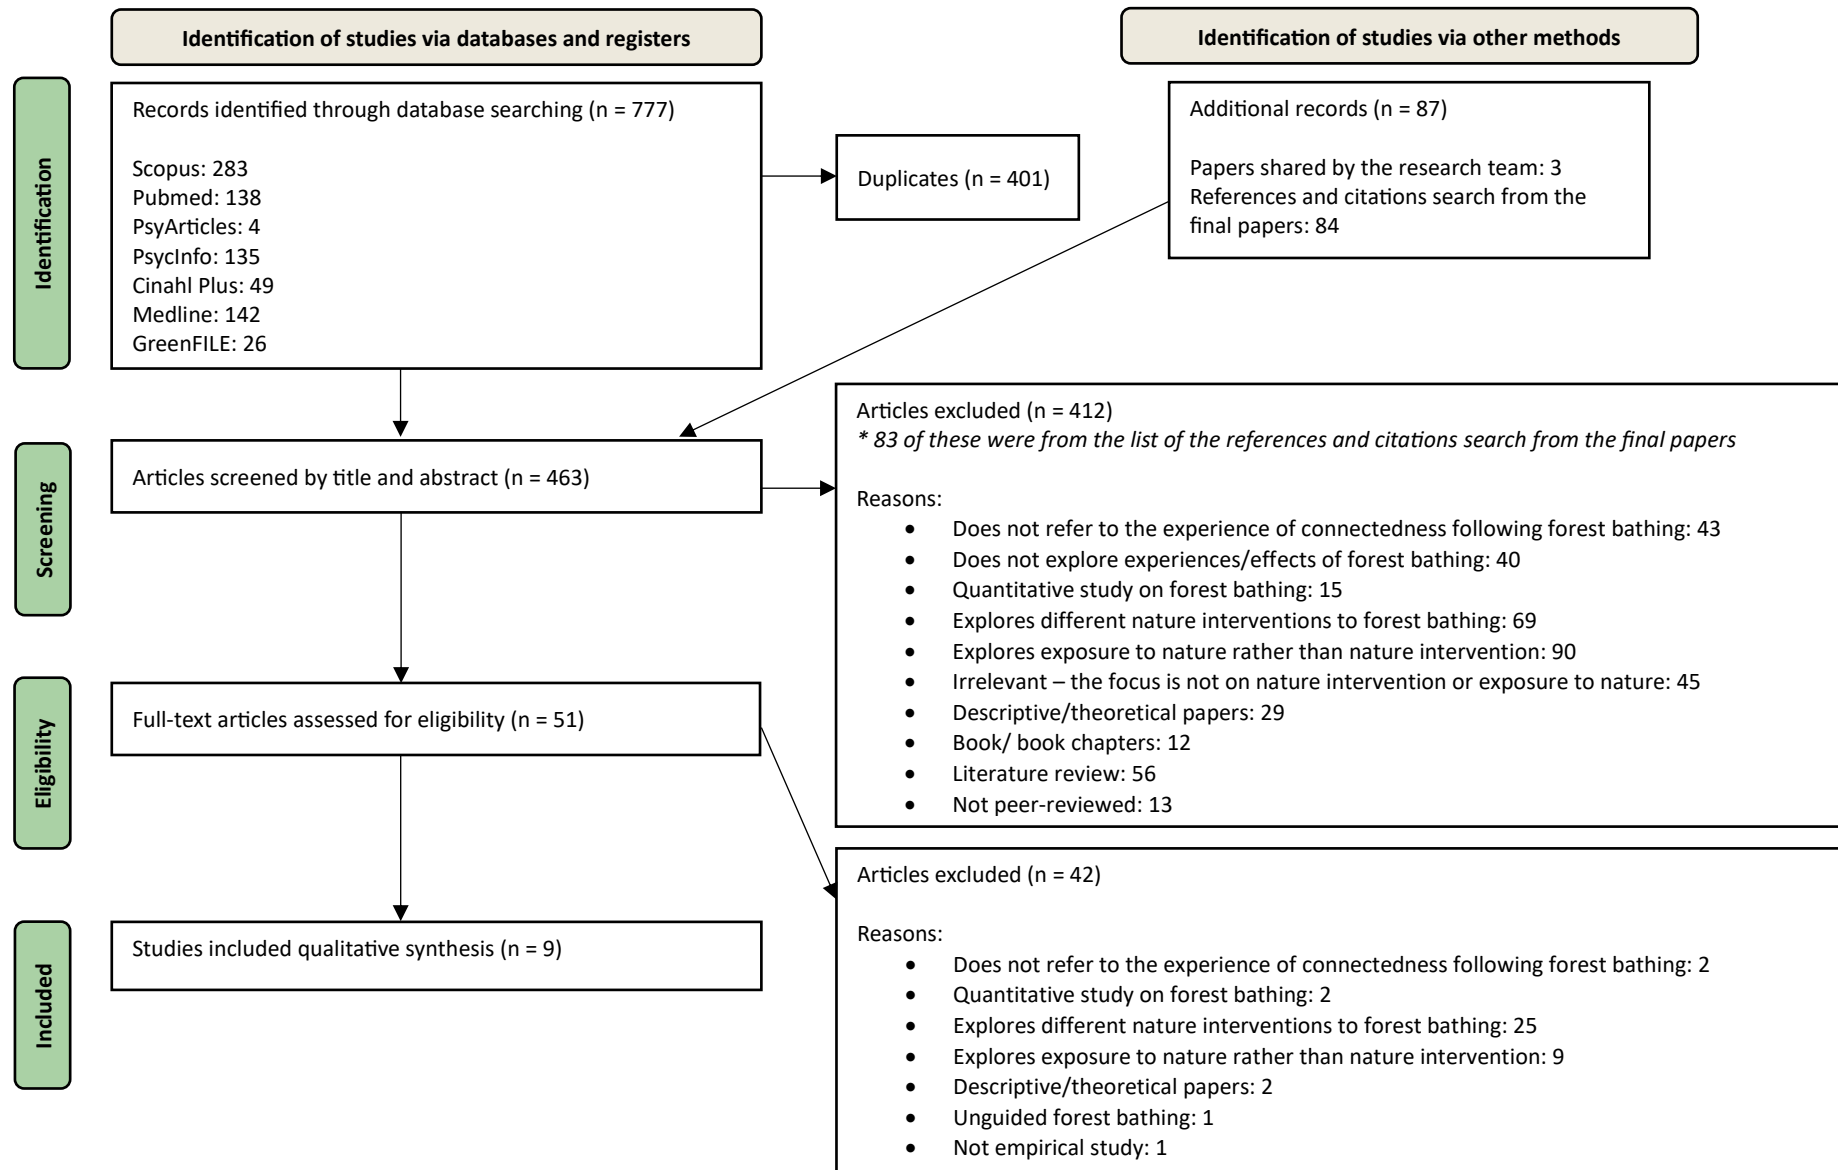 Identification of studies via databases and registers
Identification of studies via other methods
Identification
Records identified through database searching (n = 777)
Scopus: 283
Pubmed: 138
PsyArticles: 4
PsycInfo: 135
Cinahl Plus: 49
Medline: 142
GreenFILE: 26
Duplicates (n = 401)
Additional records (n = 87)
Papers shared by the research team: 3
References and citations search from the
final papers: 84
Screening
Articles screened by title and abstract (n = 463)
Articles excluded (n = 412)
* 83 of these were from the list of the references and citations search from the final papers
Reasons:
• Does not refer to the experience of connectedness following forest bathing: 43
• Does not explore experiences/effects of forest bathing: 40
• Quantitative study on forest bathing: 15
• Explores different nature interventions to forest bathing: 69
• Explores exposure to nature rather than nature intervention: 90
• Irrelevant – the focus is not on nature intervention or exposure to nature: 45
• Descriptive/theoretical papers: 29
• Book/ book chapters: 12
• Literature review: 56
• Not peer-reviewed: 13
Eligibility
Full-text articles assessed for eligibility (n = 51)
Articles excluded (n = 42)
Reasons:
• Does not refer to the experience of connectedness following forest bathing: 2
• Quantitative study on forest bathing: 2
• Explores different nature interventions to forest bathing: 25
• Explores exposure to nature rather than nature intervention: 9
• Descriptive/theoretical papers: 2
• Unguided forest bathing: 1
• Not empirical study: 1
Included
Studies included qualitative synthesis (n = 9)